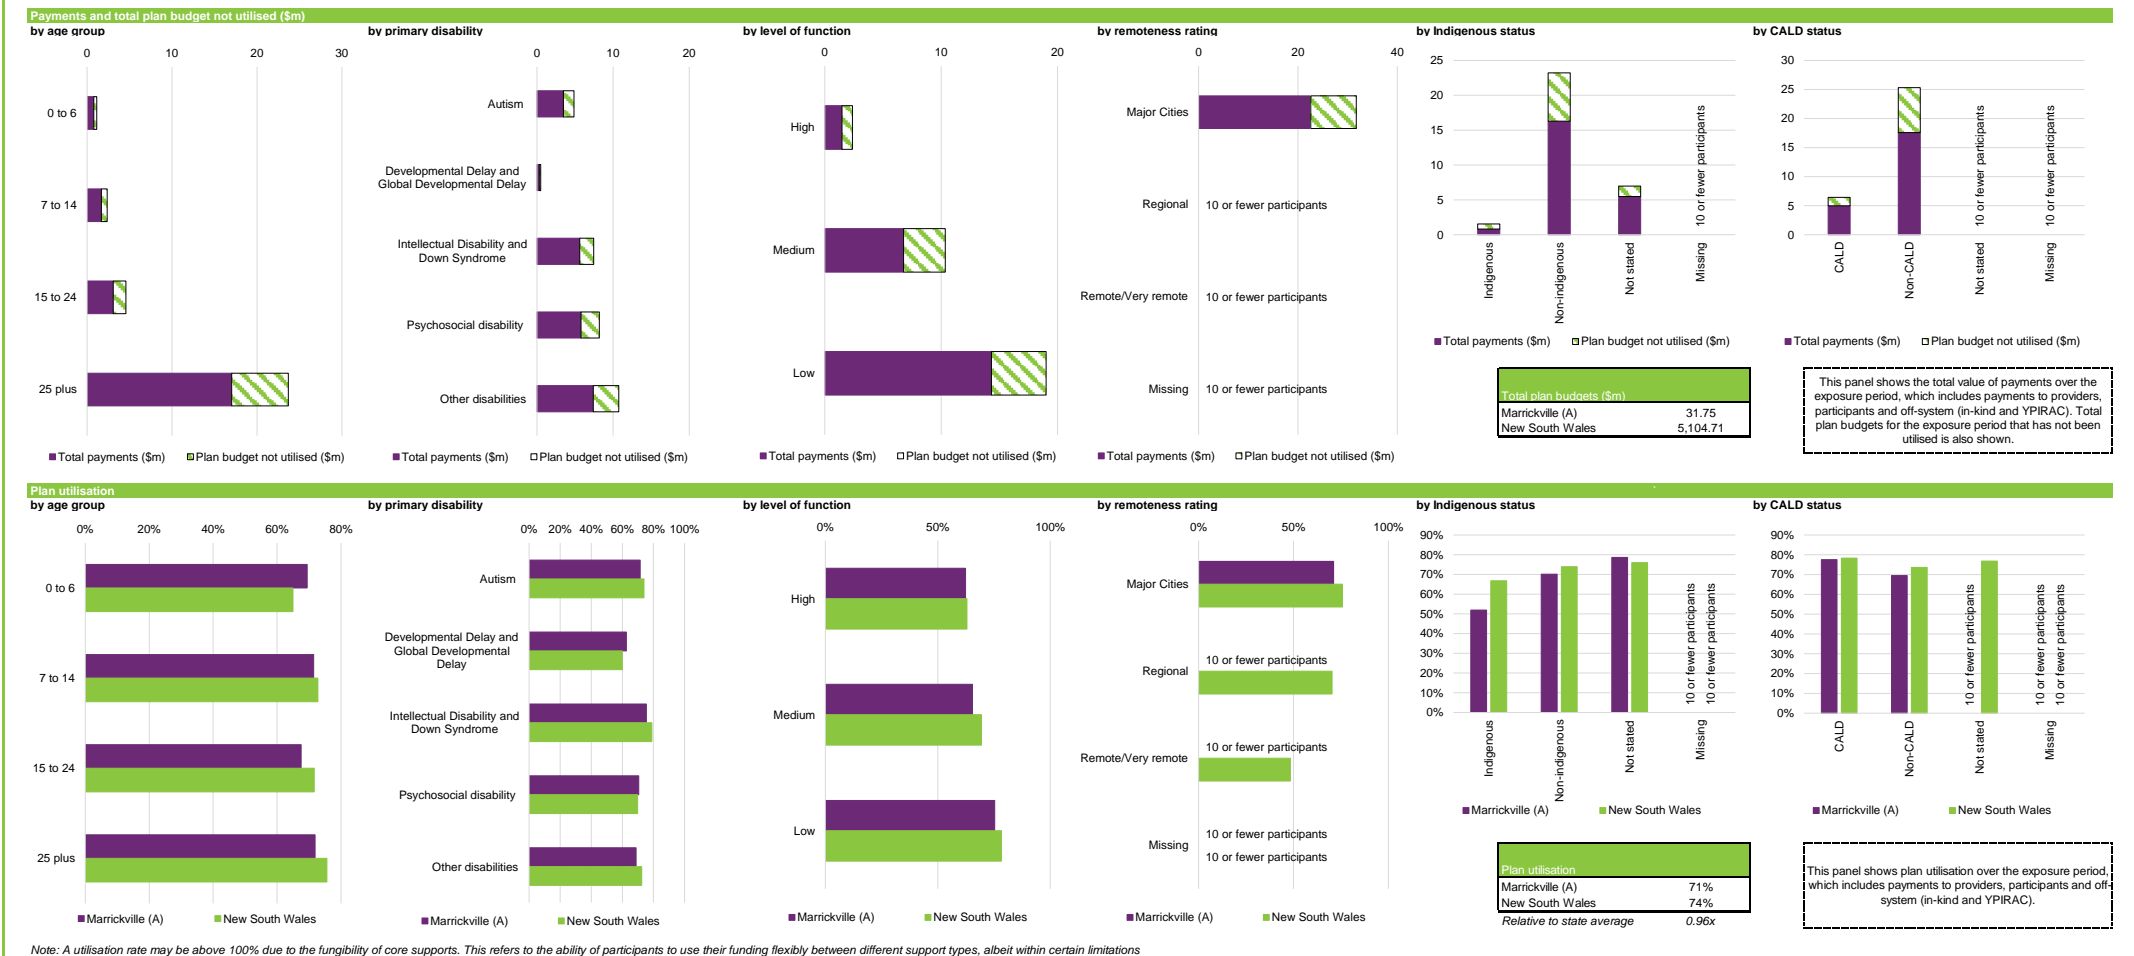 Payments and total plan budget not utilised ($m)
by age group
0 10 20 30
0 to 6
7 to 14
15 to 24
25 plus
Total payments ($m) Plan budget not utilised ($m)
by primary disability
0 10 20
Autism
Developmental Delay and
Global Developmental Delay
Intellectual Disability and
Down Syndrome
Psychosocial disability
Other disabilities
Total payments ($m) Plan budget not utilised ($m)
by level of function
0 10 20
High
Medium
Low
Total payments ($m) Plan budget not utilised ($m)
by remoteness rating
0 20 40
Major Cities
Regional 10 or fewer participants
Remote/Very remote 10 or fewer participants
Missing 10 or fewer participants
Total payments ($m) Plan budget not utilised ($m)
by Indigenous status
25
20
15
10
5
0
10 or fewer participants
Indigenous
Non-indigenous
Not stated
Missing
Total payments ($m) Plan budget not utilised ($m)
Total plan budgets ($m)
Marrickville (A) 31.75
New South Wales 5,104.71
by CALD status
30
25
20
15
10
5
0
10 or fewer participants
10 or fewer participants
CALD
Non-CALD
Not stated
Missing
Total payments ($m) Plan budget not utilised ($m)
This panel shows the total value of payments over the
exposure period, which includes payments to providers,
participants and off-system (in-kind and YPIRAC). Total
plan budgets for the exposure period that has not been
utilised is also shown.
Plan utilisation
by age group
0% 20% 40% 60% 80%
0 to 6
7 to 14
15 to 24
25 plus
Marrickville (A) New South Wales
by primary disability
0% 20% 40% 60% 80% 100%
Autism
Developmental Delay and
Global Developmental
Delay
Intellectual Disability and
Down Syndrome
Psychosocial disability
Other disabilities
Marrickville (A) New South Wales
by level of function
0% 50% 100%
High
Medium
Low
Marrickville (A) New South Wales
by remoteness rating
0% 50% 100%
Major Cities
10 or fewer participants
Regional
10 or fewer participants
Remote/Very remote
10 or fewer participants
Missing
10 or fewer participants
Marrickville (A) New South Wales
by Indigenous status
90%
80%
70%
60%
50%
40%
30%
20%
10%
0%
10 or fewer participants
10 or fewer participants
Indigenous
Non-indigenous
Not stated
Missing
Marrickville (A) New South Wales
Plan utilisation
Marrickville (A) 71%
New South Wales 74%
Relative to state average 0.96x
by CALD status
90%
80%
70%
60%
50%
40%
30%
20%
10%
0%
10 or fewer participants
10 or fewer participants
10 or fewer participants
CALD
Non-CALD
Not stated
Missing
Marrickville (A) New South Wales
This panel shows plan utilisation over the exposure period,
which includes payments to providers, participants and off-
system (in-kind and YPIRAC).
Note: A utilisation rate may be above 100% due to the fungibility of core supports. This refers to the ability of participants to use their funding flexibly between different support types, albeit within certain limitations